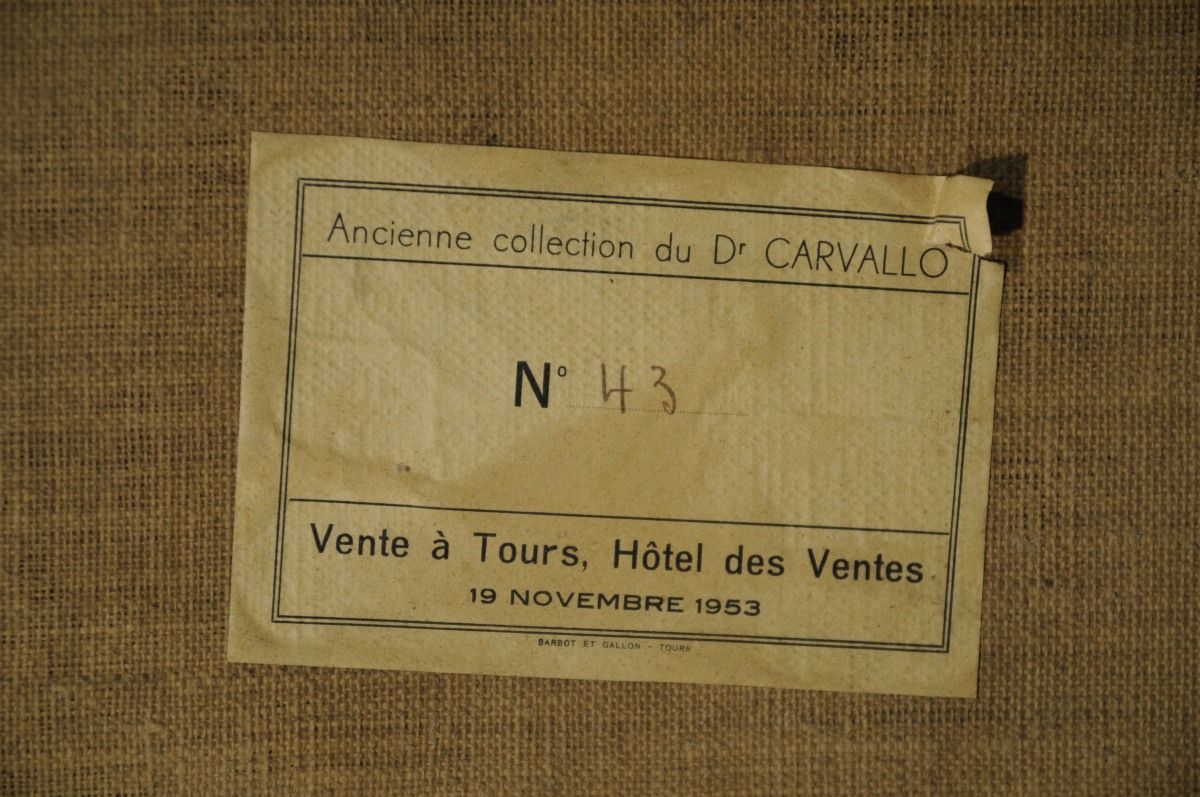 Ancienne collection du Dr CARVALLO
N° 43
Vente à Tours, Hôtel des Ventes
19 NOVEMBRE 1953
BARBOT ET GALLON - TOURS